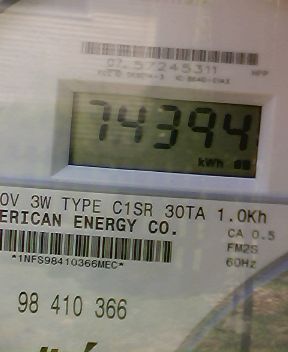 07 57245311
74394
kWh
0V 3W TYPE C1SR 30TA 1.0Kh
ERICAN ENERGY CO.
CA 0.5
FM2S
*1NFS98410366MEC*
60Hz
98 410 366